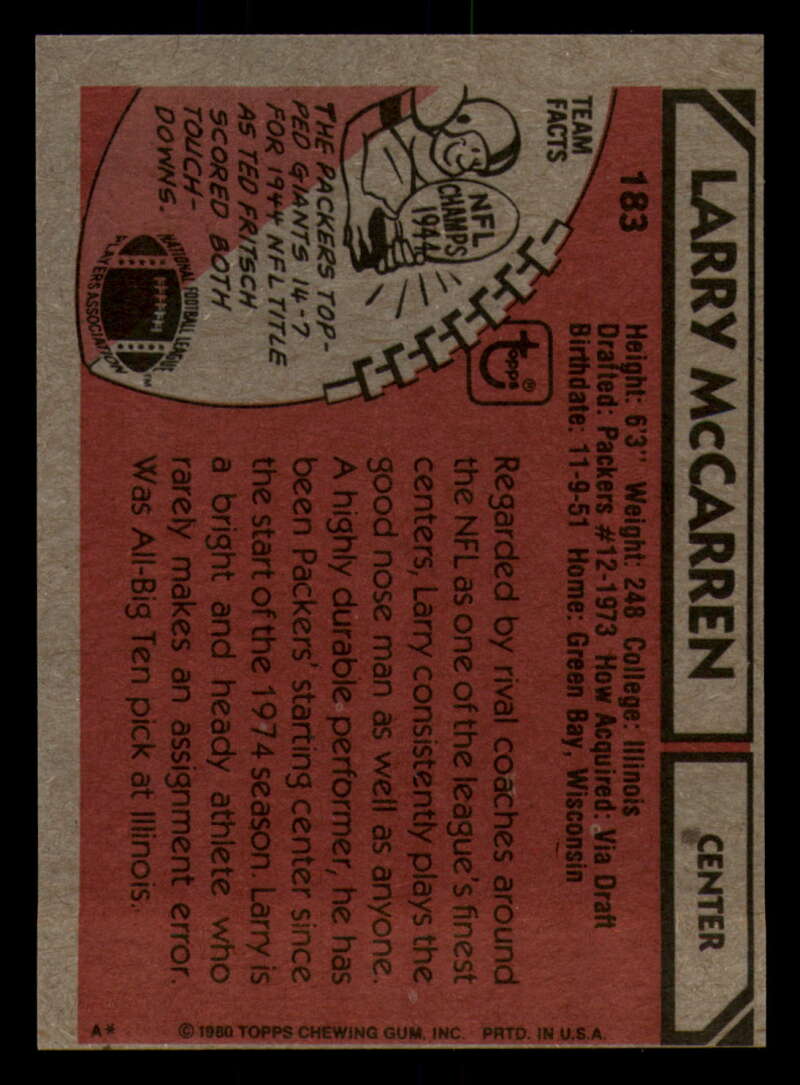 LARRY McCARREN
CENTER
183
Height: 6'3" Weight: 248 College: Illinois
Drafted: Packers #12-1973 How Acquired: Via Draft
Birthdate: 11-9-51 Home: Green Bay, Wisconsin
TEAM
FACTS
NFL
CHAMPS
1944
THE PACKERS TOP-
PED GIANTS 14-7
FOR 1944 NFL TITLE
AS TED FRITSCH
SCORED BOTH
TOUCH-
DOWNS.
topps®
NATIONAL FOOTBALL LEAGUE
PLAYERS ASSOCIATION
™
Regarded by rival coaches around
the NFL as one of the league's finest
centers, Larry consistently plays the
good nose man as well as anyone.
A highly durable performer, he has
been Packers' starting center since
the start of the 1974 season. Larry is
a bright and heady athlete who
rarely makes an assignment error.
Was All-Big Ten pick at Illinois.
A* © 1980 TOPPS CHEWING GUM, INC. PRTD. IN U.S.A.